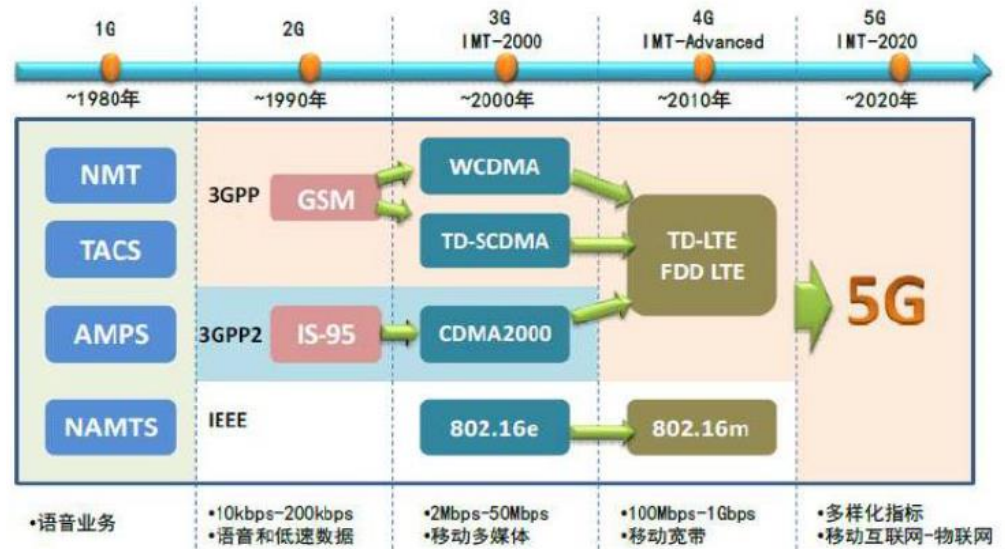 1G
2G
3G
IMT-2000
4G
IMT-Advanced
5G
IMT-2020
~1980年
~1990年
~2000年
~2010年
~2020年
NMT
TACS
AMPS
NAMTS
3GPP
GSM
3GPP2
IS-95
IEEE
WCDMA
TD-SCDMA
CDMA2000
802.16e
TD-LTE
FDD LTE
802.16m
5G
•语音业务
•10kbps-200kbps
•语音和低速数据
•2Mbps-50Mbps
•移动多媒体
•100Mbps-1Gbps
•移动宽带
•多样化指标
•移动互联网-物联网